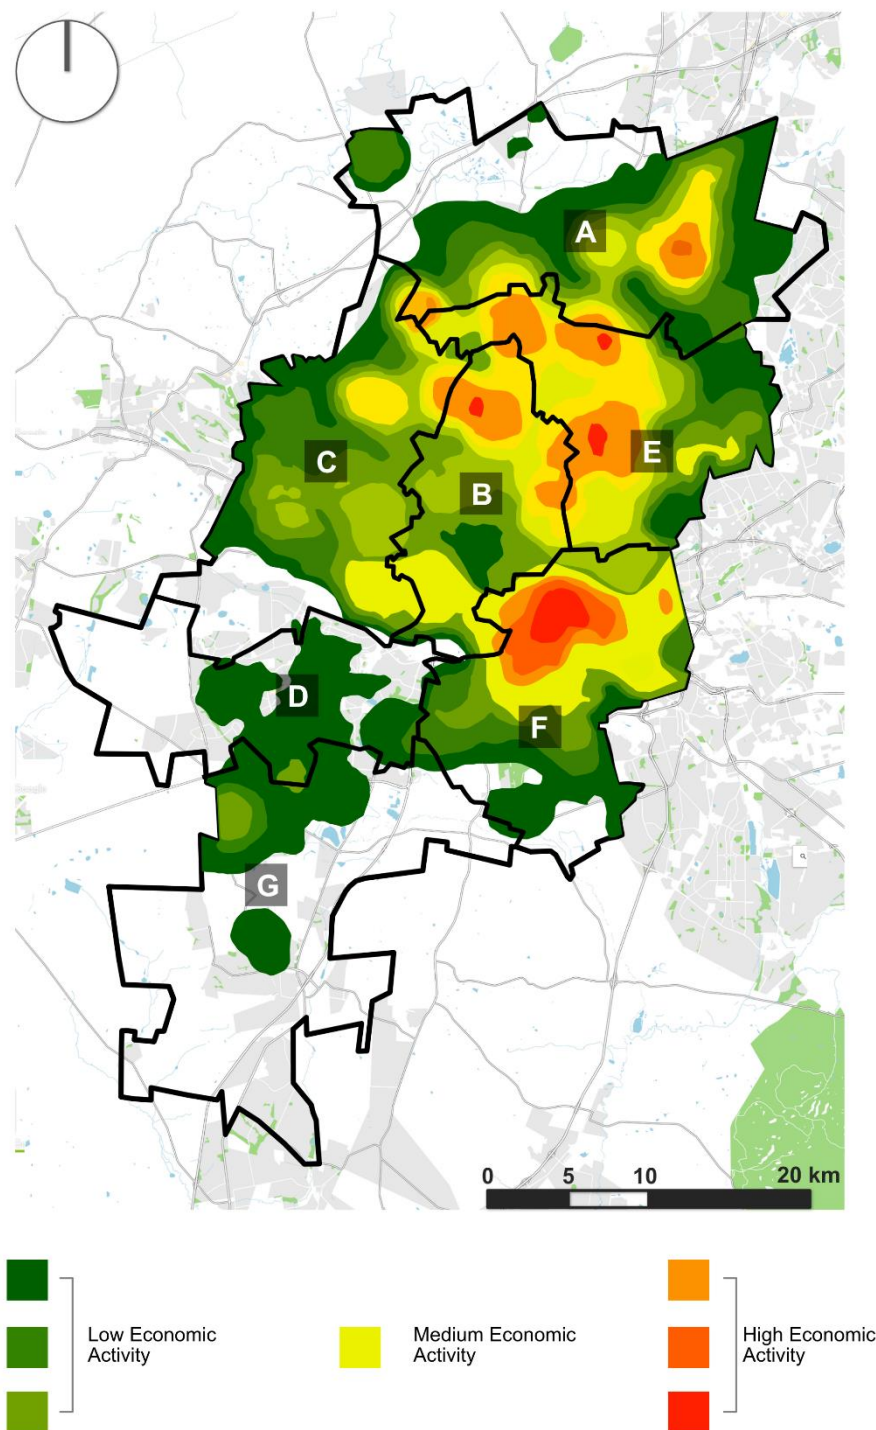 A
C
E
B
D
F
G
0 5 10 20 km
Low Economic
Activity
Medium Economic
Activity
High Economic
Activity